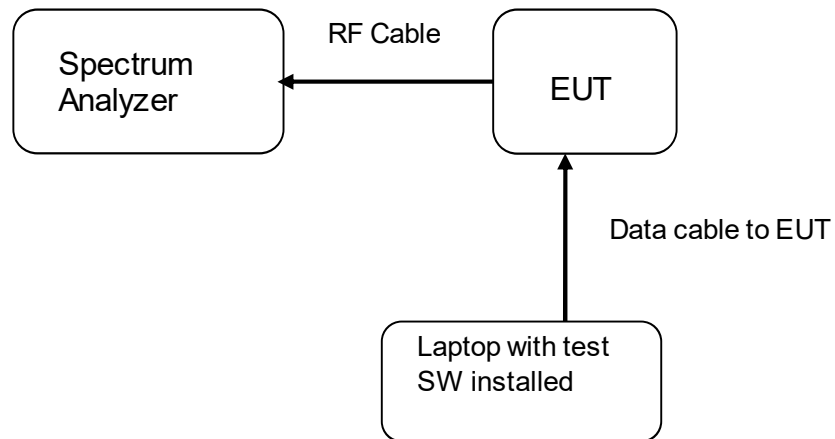 RF Cable
Spectrum
Analyzer
EUT
Data cable to EUT
Laptop with test
SW installed